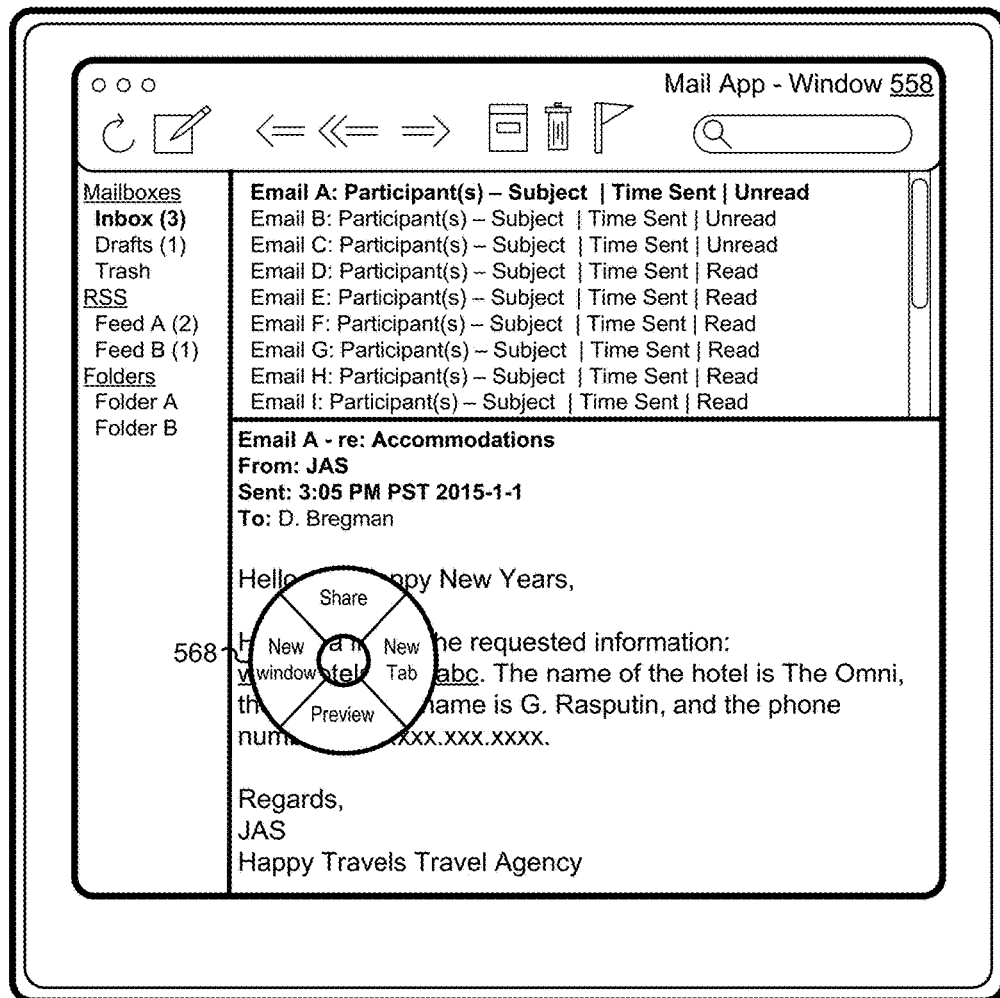 Mail App - Window 558
Mailboxes
Inbox (3)
Drafts (1)
Trash
RSS
Feed A (2)
Feed B (1)
Folders
Folder A
Folder B
Email A: Participant(s) – Subject | Time Sent | Unread
Email B: Participant(s) – Subject | Time Sent | Unread
Email C: Participant(s) – Subject | Time Sent | Unread
Email D: Participant(s) – Subject | Time Sent | Read
Email E: Participant(s) – Subject | Time Sent | Read
Email F: Participant(s) – Subject | Time Sent | Read
Email G: Participant(s) – Subject | Time Sent | Read
Email H: Participant(s) – Subject | Time Sent | Read
Email I: Participant(s) – Subject | Time Sent | Read
Email A - re: Accommodations
From: JAS
Sent: 3:05 PM PST 2015-1-1
To: D. Bregman
New Years,
requested information:
abc. The name of the hotel is The Omni,
is G. Rasputin, and the phone
xxx.xxxx.
Regards,
JAS
Happy Travels Travel Agency
568
Share
New window
New Tab
Preview